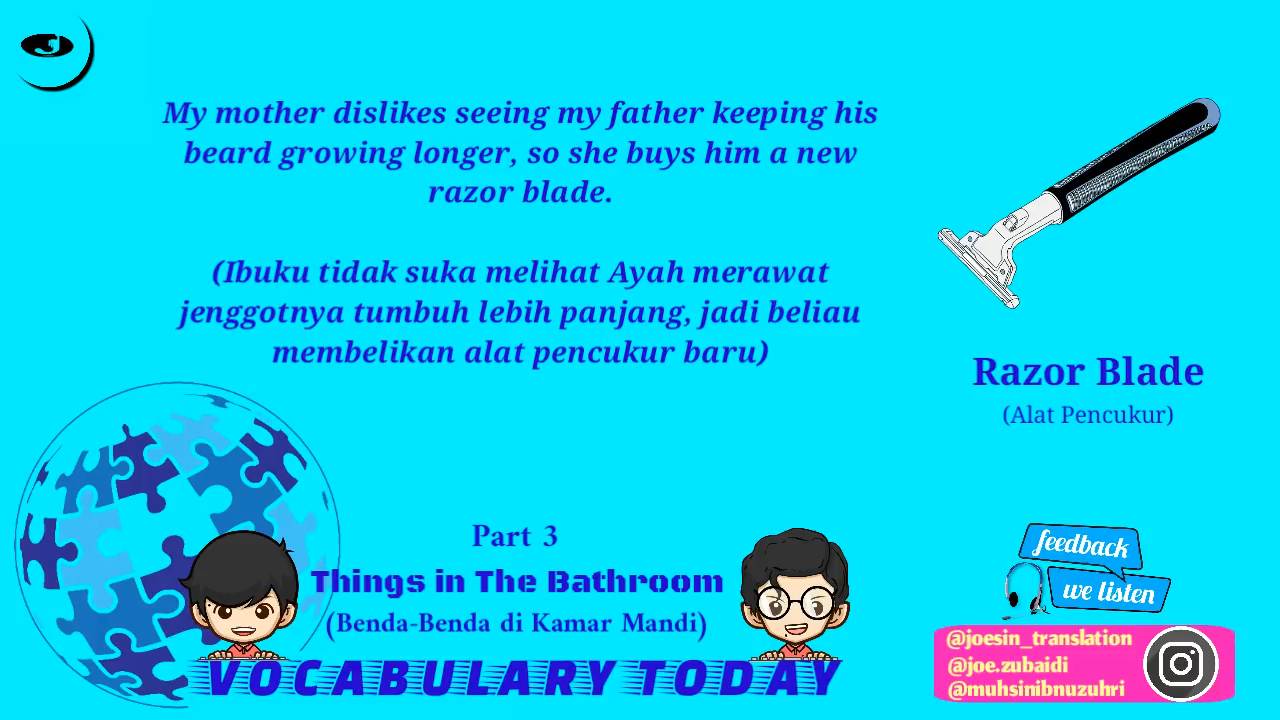 My mother dislikes seeing my father keeping his
beard growing longer, so she buys him a new
razor blade.
(Ibuku tidak suka melihat Ayah merawat
jenggotnya tumbuh lebih panjang, jadi beliau
membelikan alat pencukur baru)
Razor Blade
(Alat Pencukur)
Part 3
Things in The Bathroom
(Benda-Benda di Kamar Mandi)
VOCABULARY TODAY
feedback
we listen
@joesin_translation
@joe.zubaidi
@muhsinibnuzuhri